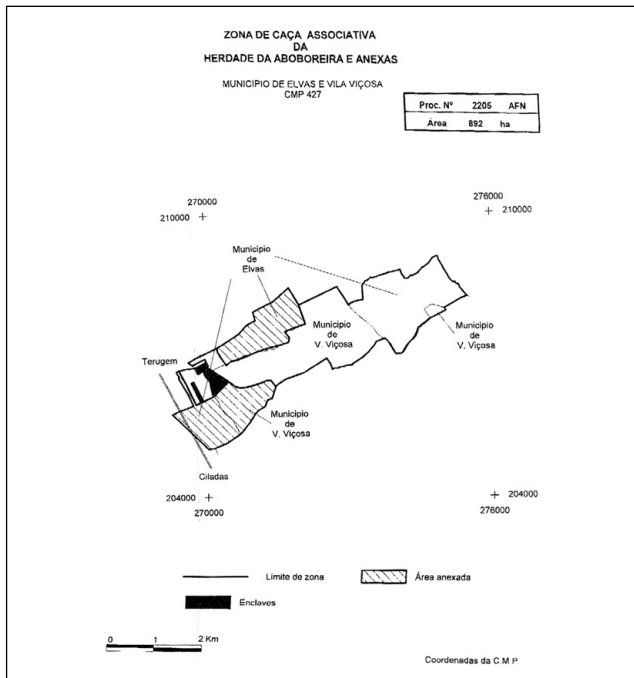 ZONA DE CAÇA ASSOCIATIVA
DA
HERDADE DA ABOBOREIRA E ANEXAS
MUNICIPIO DE ELVAS E VILA VIÇOSA
CMP 427
Proc. Nº 2205 AFN
Área 892 ha
270000
210000
276000
210000
Municipio
de
Elvas
Municipio
de
V. Viçosa
Municipio
de
V. Viçosa
Terugem
Municipio
de
V. Viçosa
Ciladas
204000
270000
204000
276000
Limite de zona
Área anexada
Enclaves
0 1 2 Km
Coordenadas da C.M P